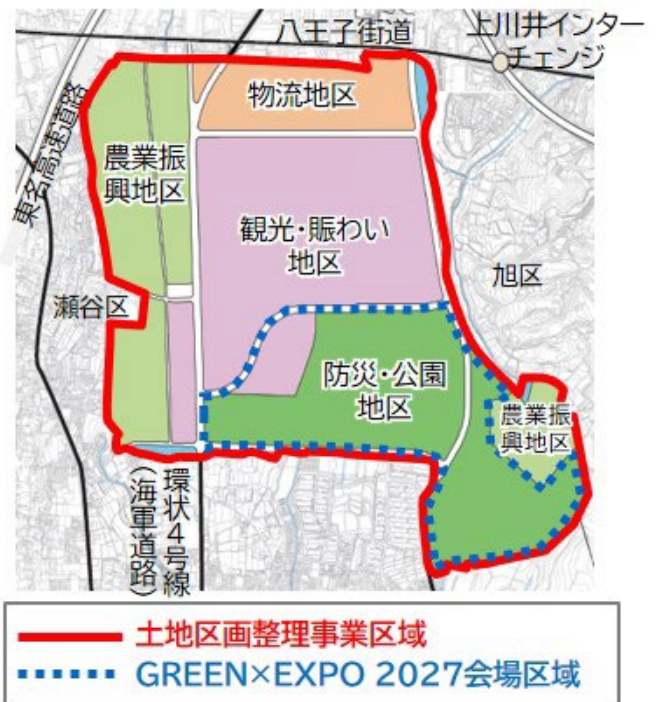 八王子街道
上川井インター
チェンジ
東名高速道路
物流地区
農業振
興地区
観光・賑わい
地区
瀬谷区
旭区
防災・公園
地区
農業振
興地区
環状4号線
(海軍道路)
土地区画整理事業区域
GREEN×EXPO 2027会場区域